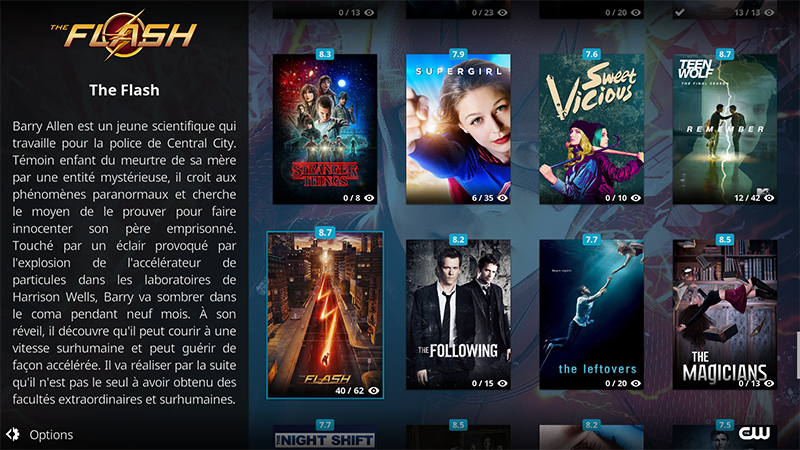 THE FLASH
The Flash
Barry Allen est un jeune scientifique qui
travaille pour la police de Central City.
Témoin enfant du meurtre de sa mère
par une entité mystérieuse, il croit aux
phénomènes paranormaux et cherche
le moyen de le prouver pour faire
innocenter son père emprisonné.
Touché par un éclair provoqué par
l'explosion de l'accélérateur de
particules dans les laboratoires de
Harrison Wells, Barry va sombrer dans
le coma pendant neuf mois. À son
réveil, il découvre qu'il peut courir à une
vitesse surhumaine et peut guérir de
façon accélérée. Il va réaliser par la suite
qu'il n'est pas le seul à avoir obtenu des
facultés extraordinaires et surhumaines.
Options
0 / 13
0 / 23
0 / 20
13 / 13
8.3
STRANGER
THINGS
0 / 8
7.9
SUPERGIRL
6 / 35
7.6
Sweet
Vicious
0 / 10
8.7
TEEN
WOLF
THE FINAL SEASON
REMEMBER
MTV
12 / 42
8.7
THE FLASH
40 / 62
8.2
THE FOLLOWING
0 / 15
7.7
Begin again.
the leftovers
0 / 20
8.5
THE
MAGICIANS
0 / 13
7.7
THE NIGHT SHIFT
8.5
8.2
7.5
CW